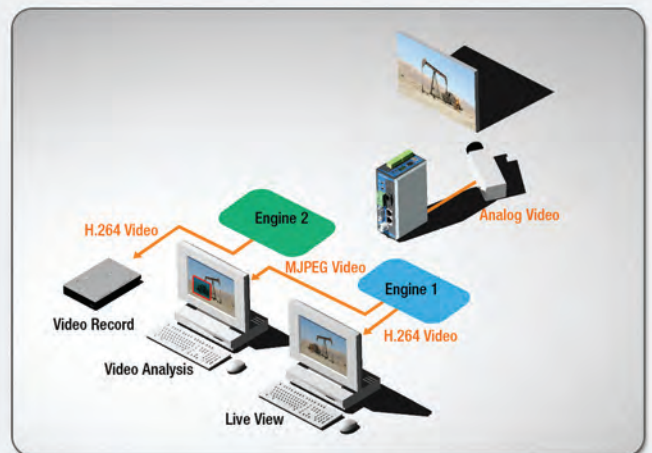 Analog Video
Engine 2
H.264 Video
MJPEG Video
Engine 1
Video Record
H.264 Video
Video Analysis
Live View